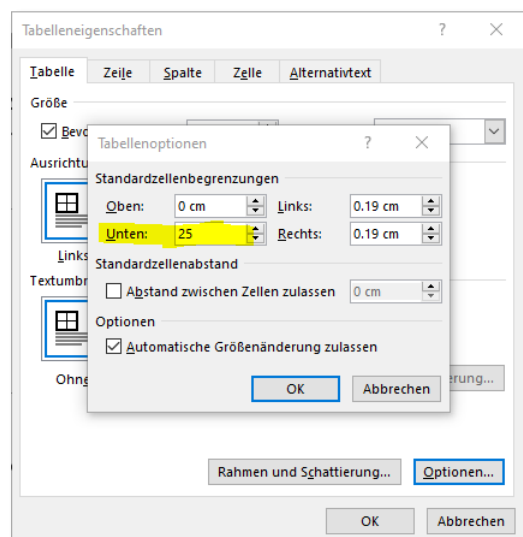 Tabelleneigenschaften ? ×
Tabelle Zeile Spalte Zelle Alternativtext
Größe
Tabellenoptionen ? ×
Ausrichtu
Standardzellenbegrenzungen
Oben: 0 cm Links: 0.19 cm
Unten: 25 Rechts: 0.19 cm
Links
Standardzellenabstand
Textumbr
Abstand zwischen Zellen zulassen 0 cm
Optionen
Automatische Größenänderung zulassen
Ohne
OK Abbrechen
Rahmen und Schattierung... Optionen...
OK Abbrechen